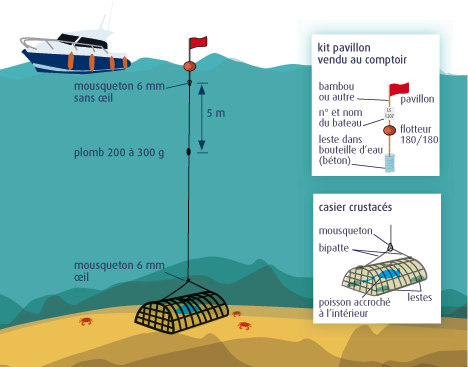 mousqueton 6 mm
sans œil
5 m
plomb 200 à 300 g
mousqueton 6 mm
œil
kit pavillon
vendu au comptoir
bambou
ou autre
pavillon
n° et nom
du bateau
flotteur
180/180
leste dans
bouteille d'eau
(béton)
casier crustacés
mousqueton
bipatte
poisson accroché
à l'intérieur
lestes